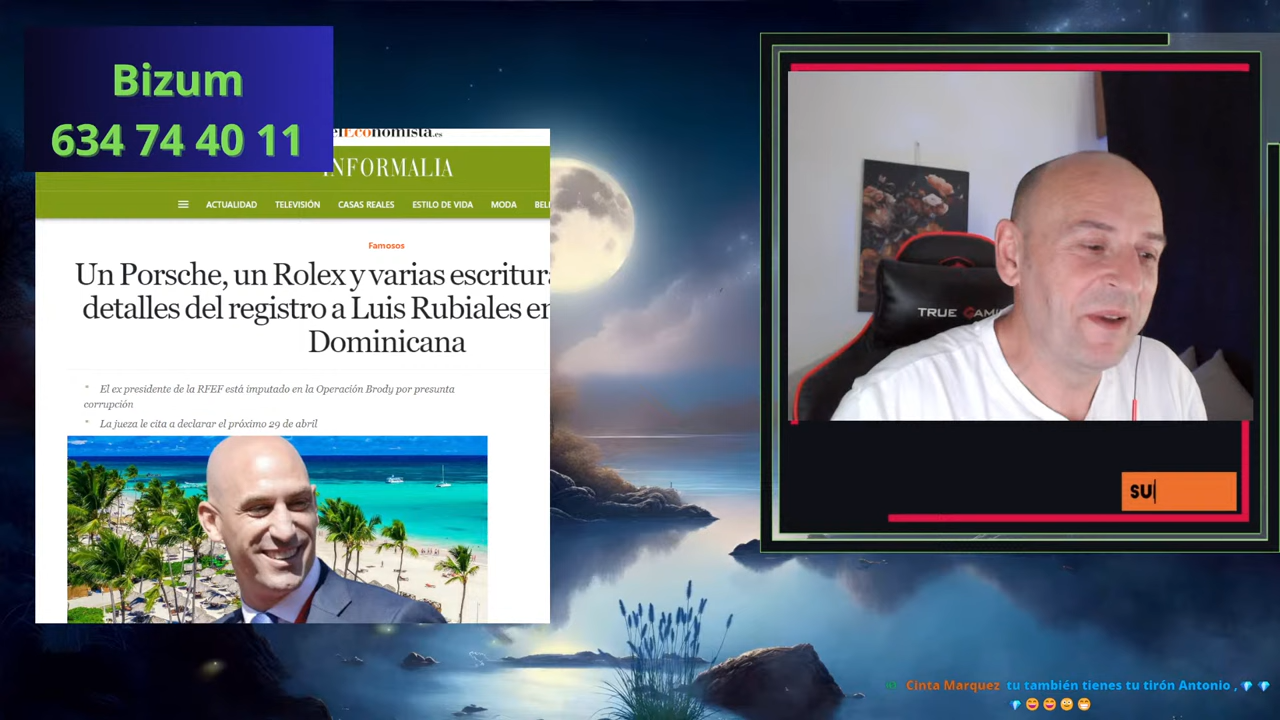 Bizum
634 74 40 11
elEconomista.es
INFORMALIA
ACTUALIDAD TELEVISIÓN CASAS REALES ESTILO DE VIDA MODA
Famosos
Un Porsche, un Rolex y varias
detalles del registro a Luis Rubiales
Dominicana
* El ex presidente de la RFEF está imputado en la Operación Brody por presunta
corrupción
* La jueza le cita a declarar el próximo 29 de abril
TRUE
SU
Cinta Marquez tu también tienes tu tirón Antonio ,